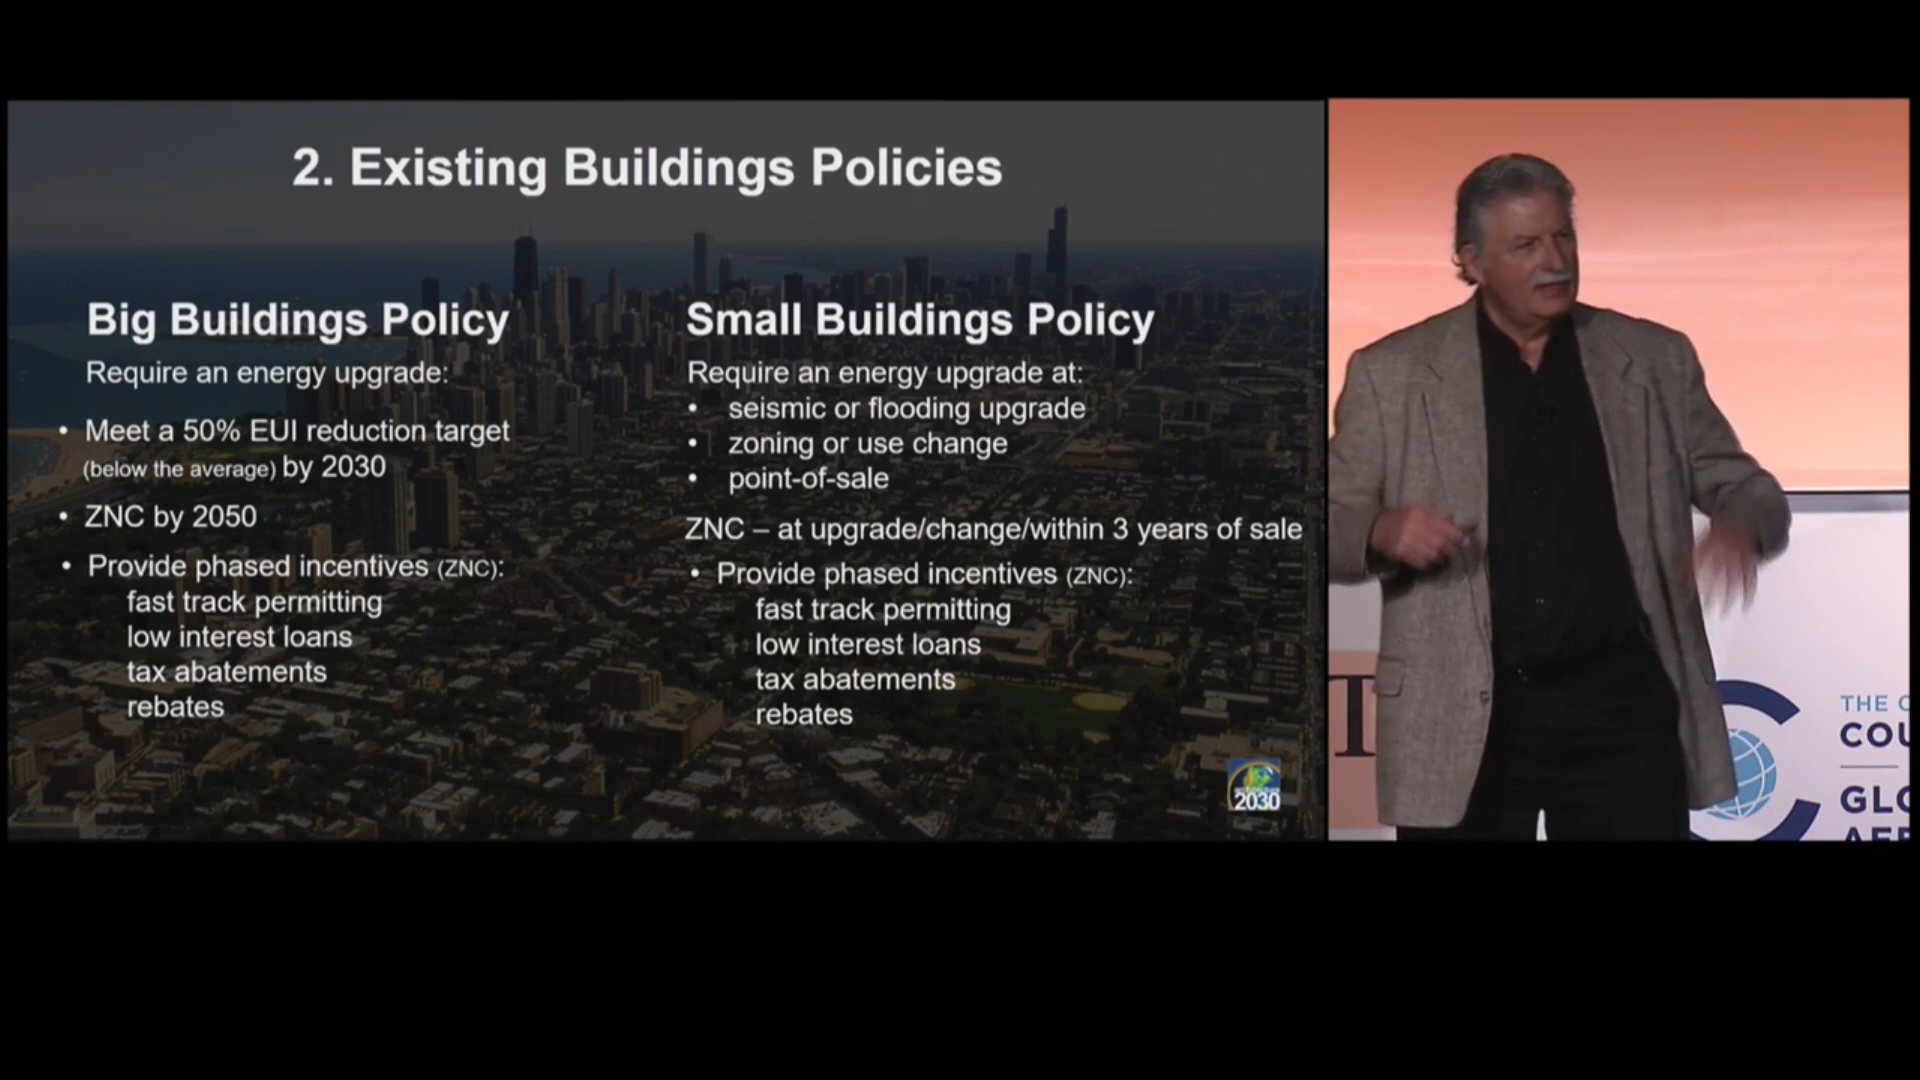 2. Existing Buildings Policies
Big Buildings Policy
Require an energy upgrade:
• Meet a 50% EUI reduction target
(below the average) by 2030
• ZNC by 2050
• Provide phased incentives (ZNC):
fast track permitting
low interest loans
tax abatements
rebates
Small Buildings Policy
Require an energy upgrade at:
• seismic or flooding upgrade
• zoning or use change
• point-of-sale
ZNC – at upgrade/change/within 3 years of sale
• Provide phased incentives (ZNC):
fast track permitting
low interest loans
tax abatements
rebates
2030
T
THE C
COU
GLO
AFF